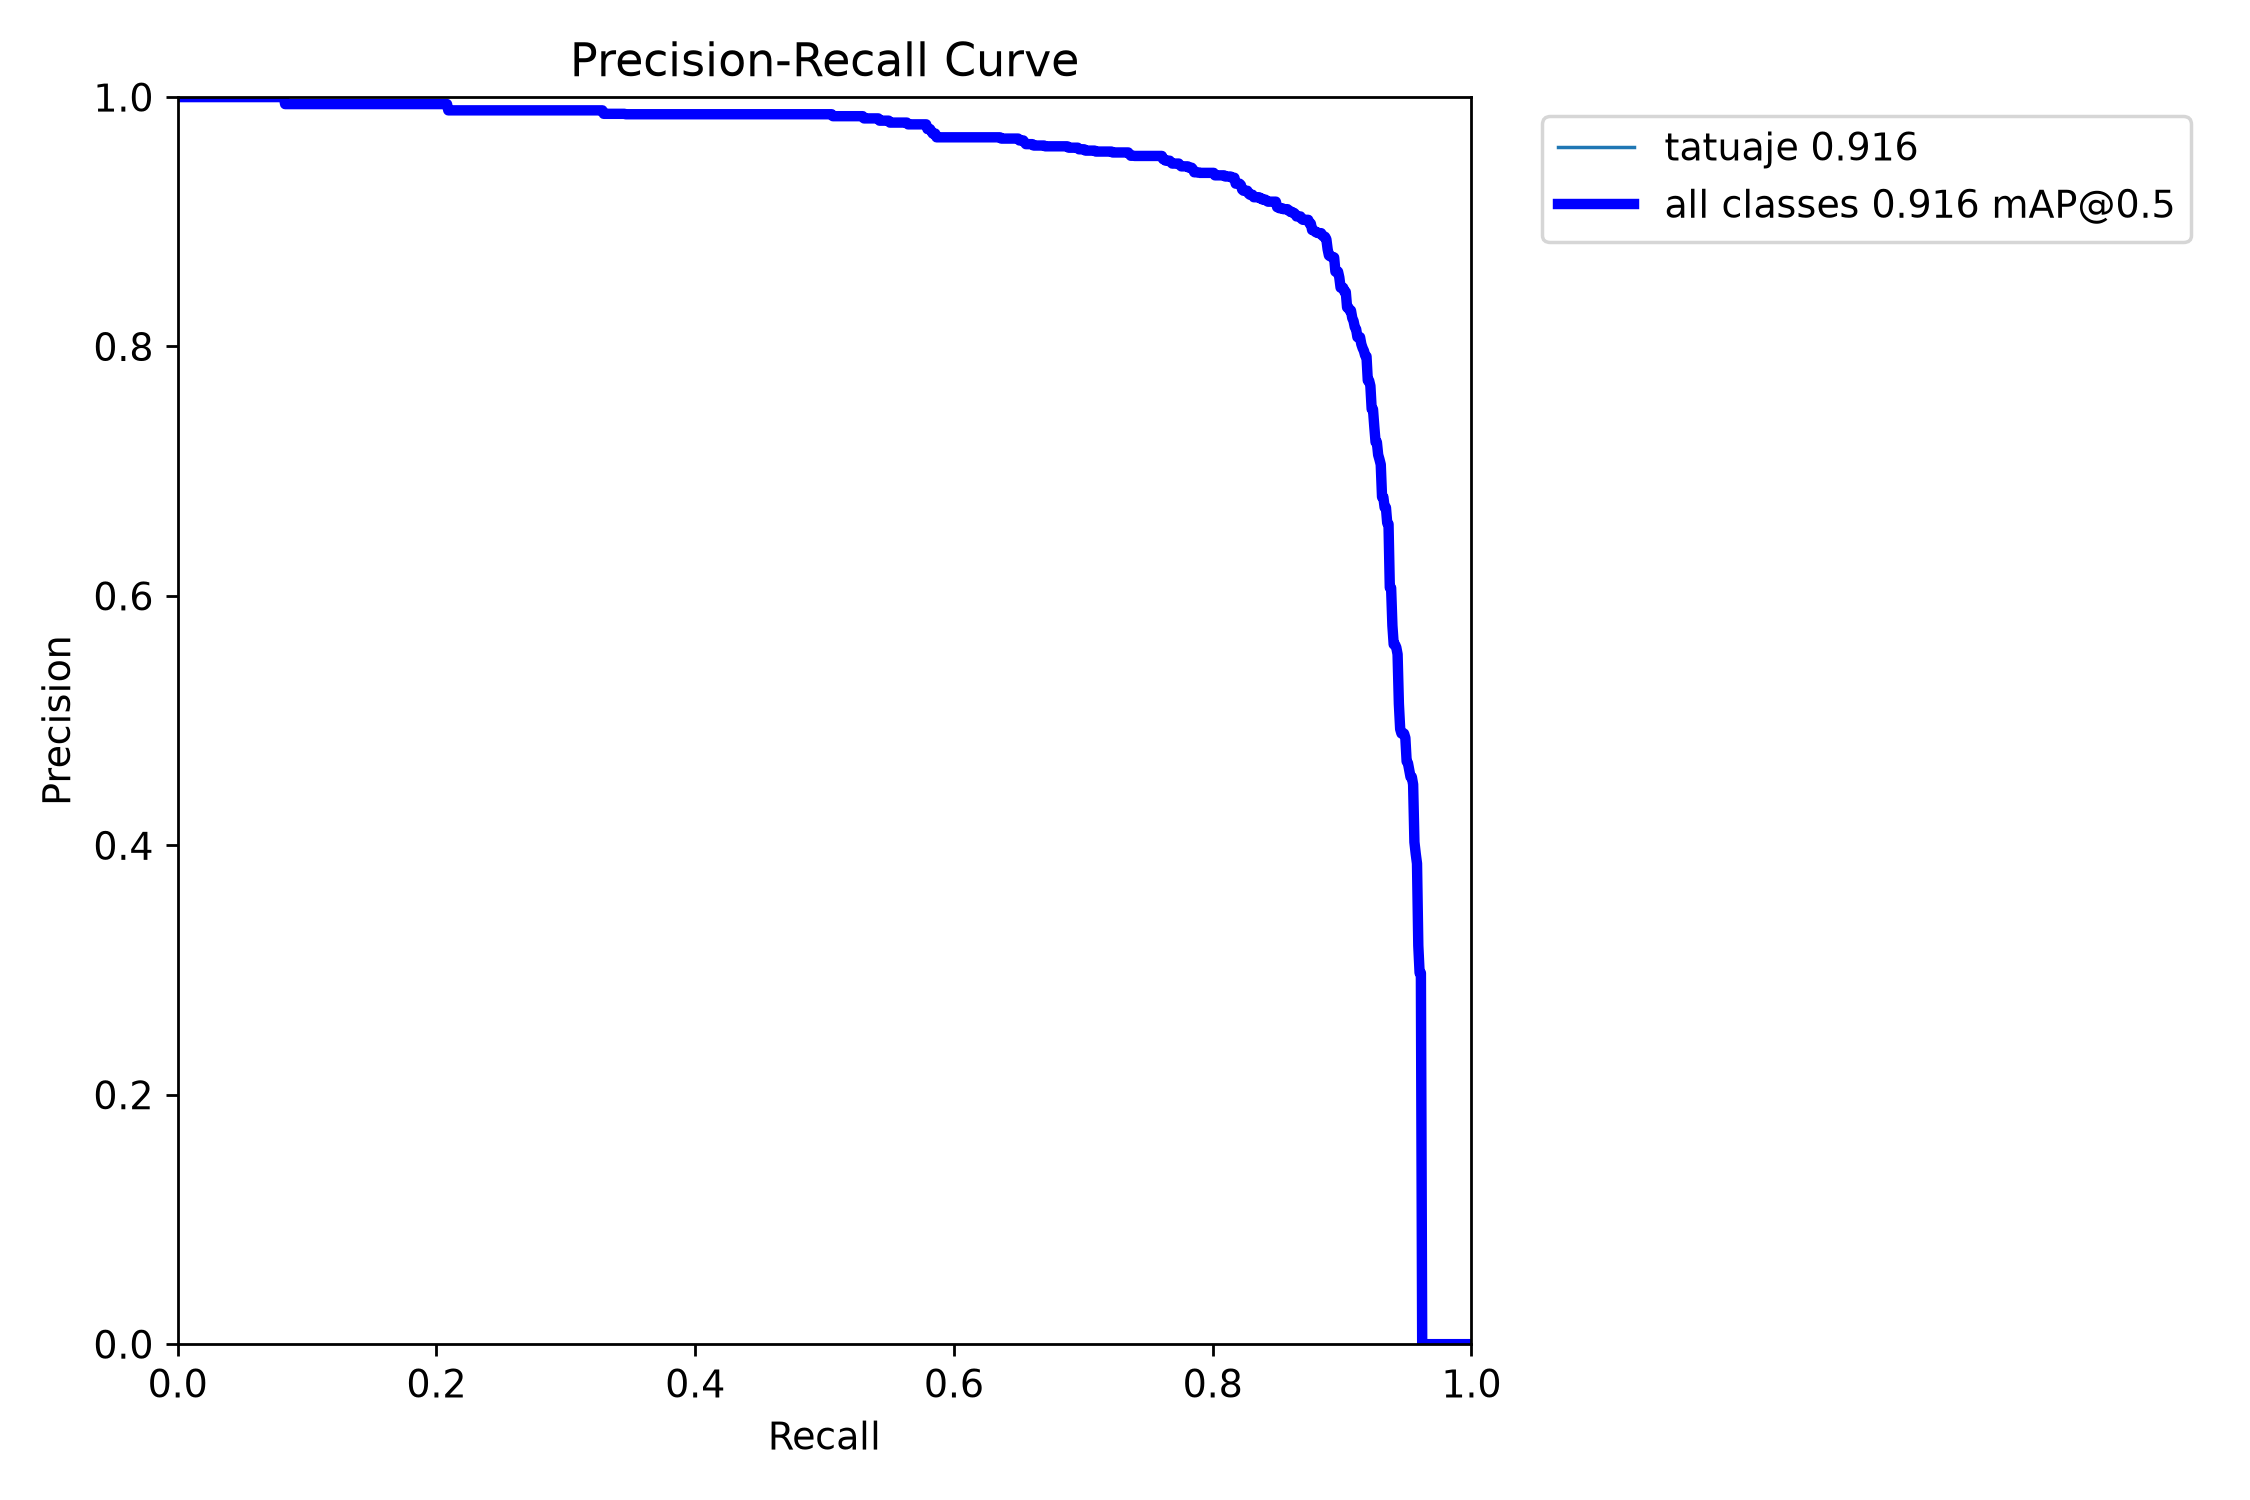 Precision-Recall Curve
1.0
0.8
0.6
0.4
0.2
0.0
Precision
0.0 0.2 0.4 0.6 0.8 1.0
Recall
tatuaje 0.916
all classes 0.916 mAP@0.5